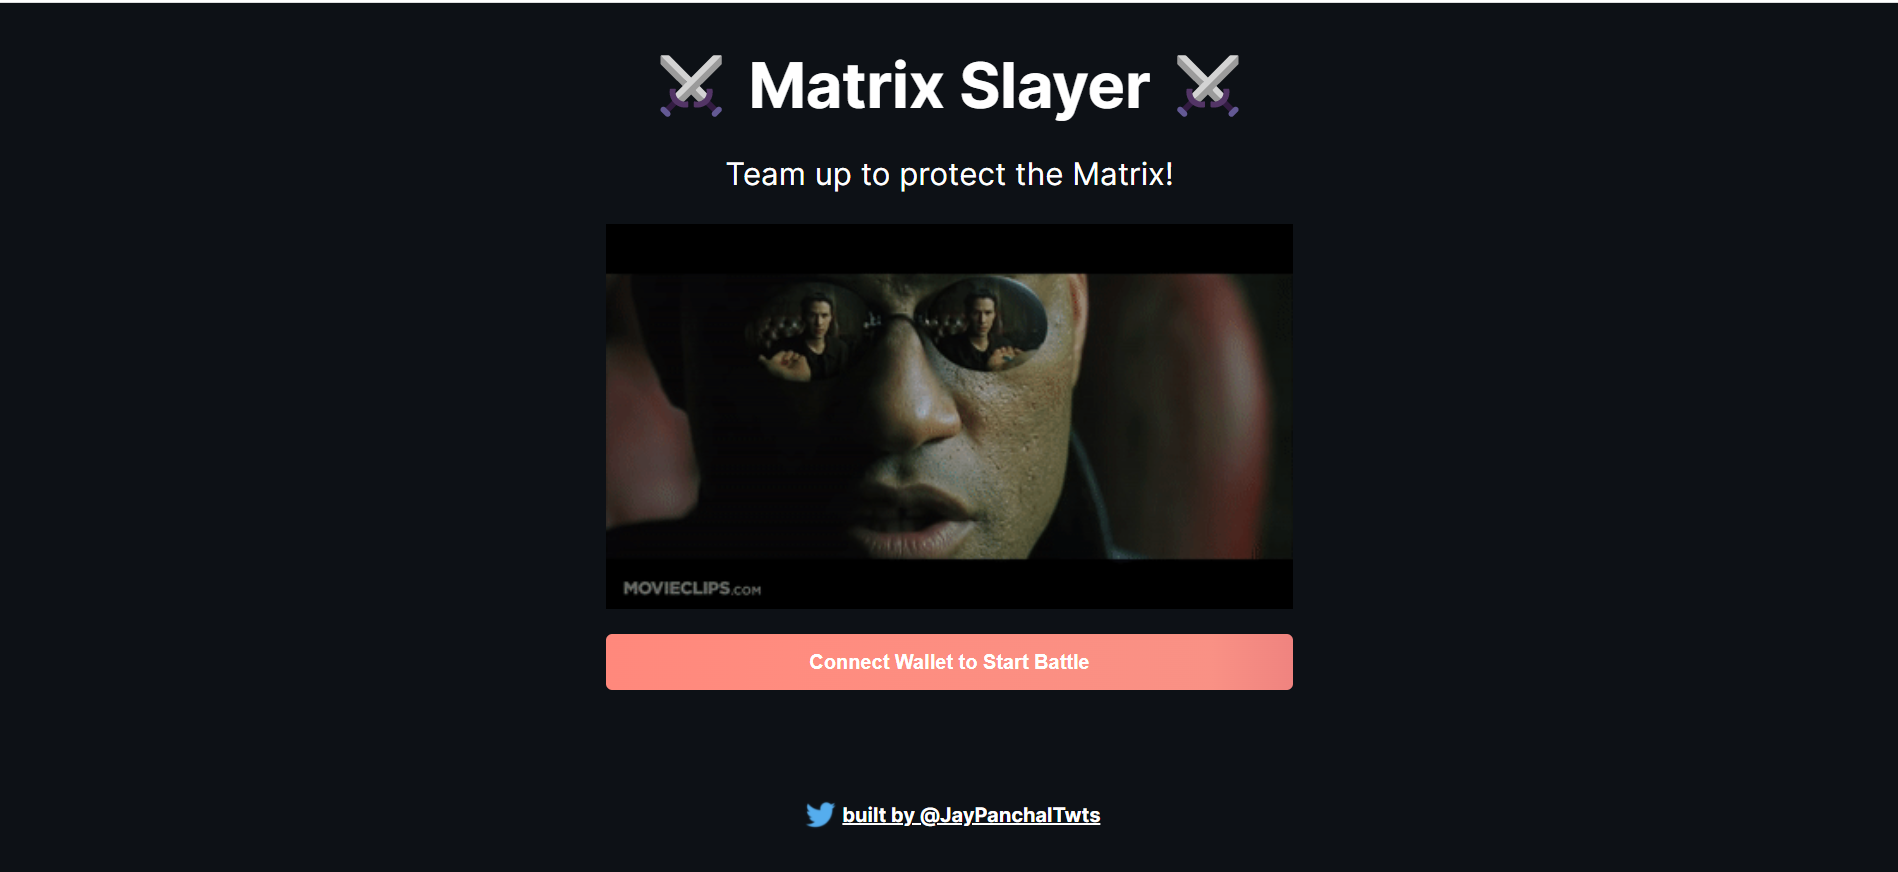 ⚔️ Matrix Slayer ⚔️
Team up to protect the Matrix!
MOVIECLIPS.COM
Connect Wallet to Start Battle
built by @JayPanchalTwts